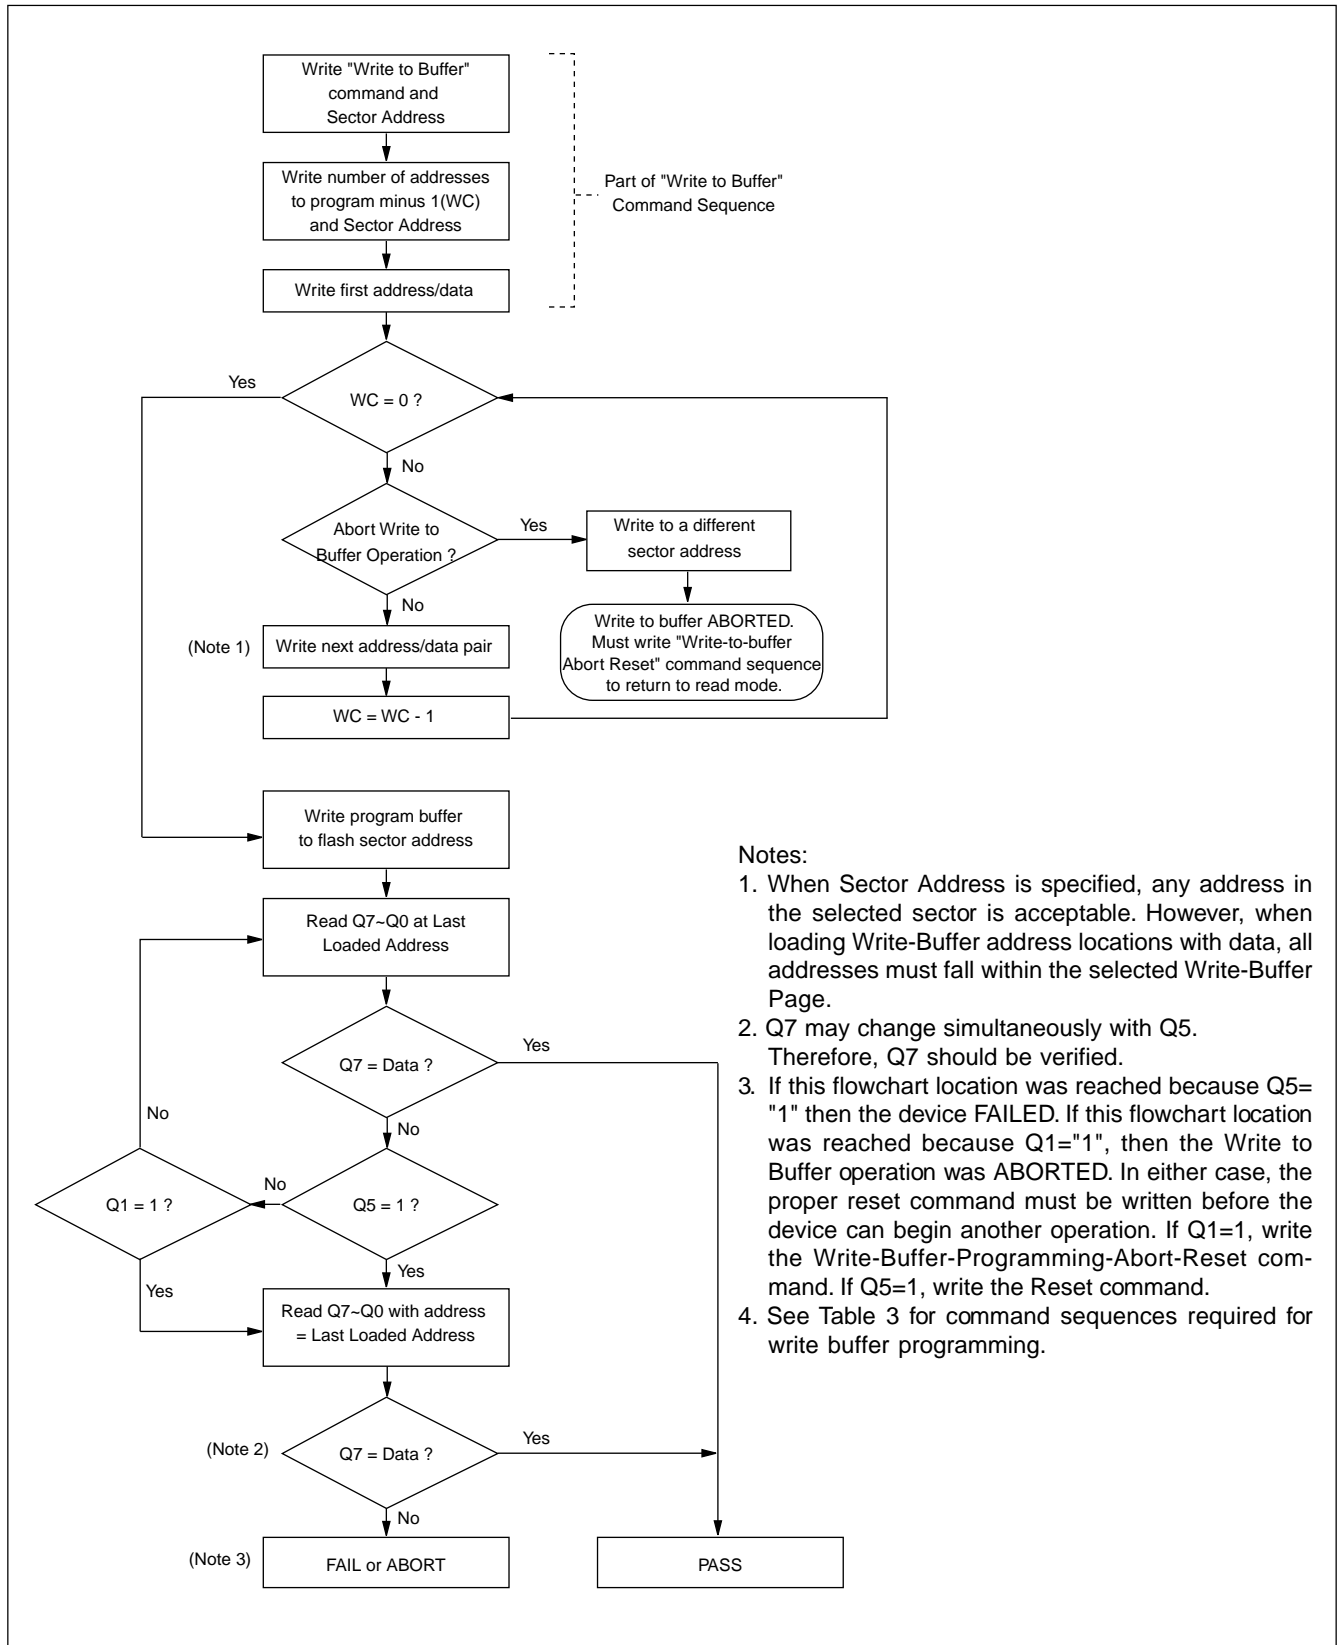 Write "Write to Buffer"
command and
Sector Address
Write number of addresses
to program minus 1(WC)
and Sector Address
Part of "Write to Buffer"
Command Sequence
Write first address/data
Yes
WC = 0 ?
No
Abort Write to
Buffer Operation ?
Yes
Write to a different
sector address
No
Write to buffer ABORTED.
Must write "Write-to-buffer
Abort Reset" command sequence
to return to read mode.
(Note 1)
Write next address/data pair
WC = WC - 1
Write program buffer
to flash sector address
Read Q7~Q0 at Last
Loaded Address
Q7 = Data ?
Yes
No
No
Q1 = 1 ?
No
Q5 = 1 ?
Yes
Yes
Read Q7~Q0 with address
= Last Loaded Address
(Note 2)
Q7 = Data ?
Yes
No
(Note 3)
FAIL or ABORT
PASS
Notes:
1. When Sector Address is specified, any address in
the selected sector is acceptable. However, when
loading Write-Buffer address locations with data, all
addresses must fall within the selected Write-Buffer
Page.
2. Q7 may change simultaneously with Q5.
Therefore, Q7 should be verified.
3. If this flowchart location was reached because Q5=
"1" then the device FAILED. If this flowchart location
was reached because Q1="1", then the Write to
Buffer operation was ABORTED. In either case, the
proper reset command must be written before the
device can begin another operation. If Q1=1, write
the Write-Buffer-Programming-Abort-Reset com-
mand. If Q5=1, write the Reset command.
4. See Table 3 for command sequences required for
write buffer programming.